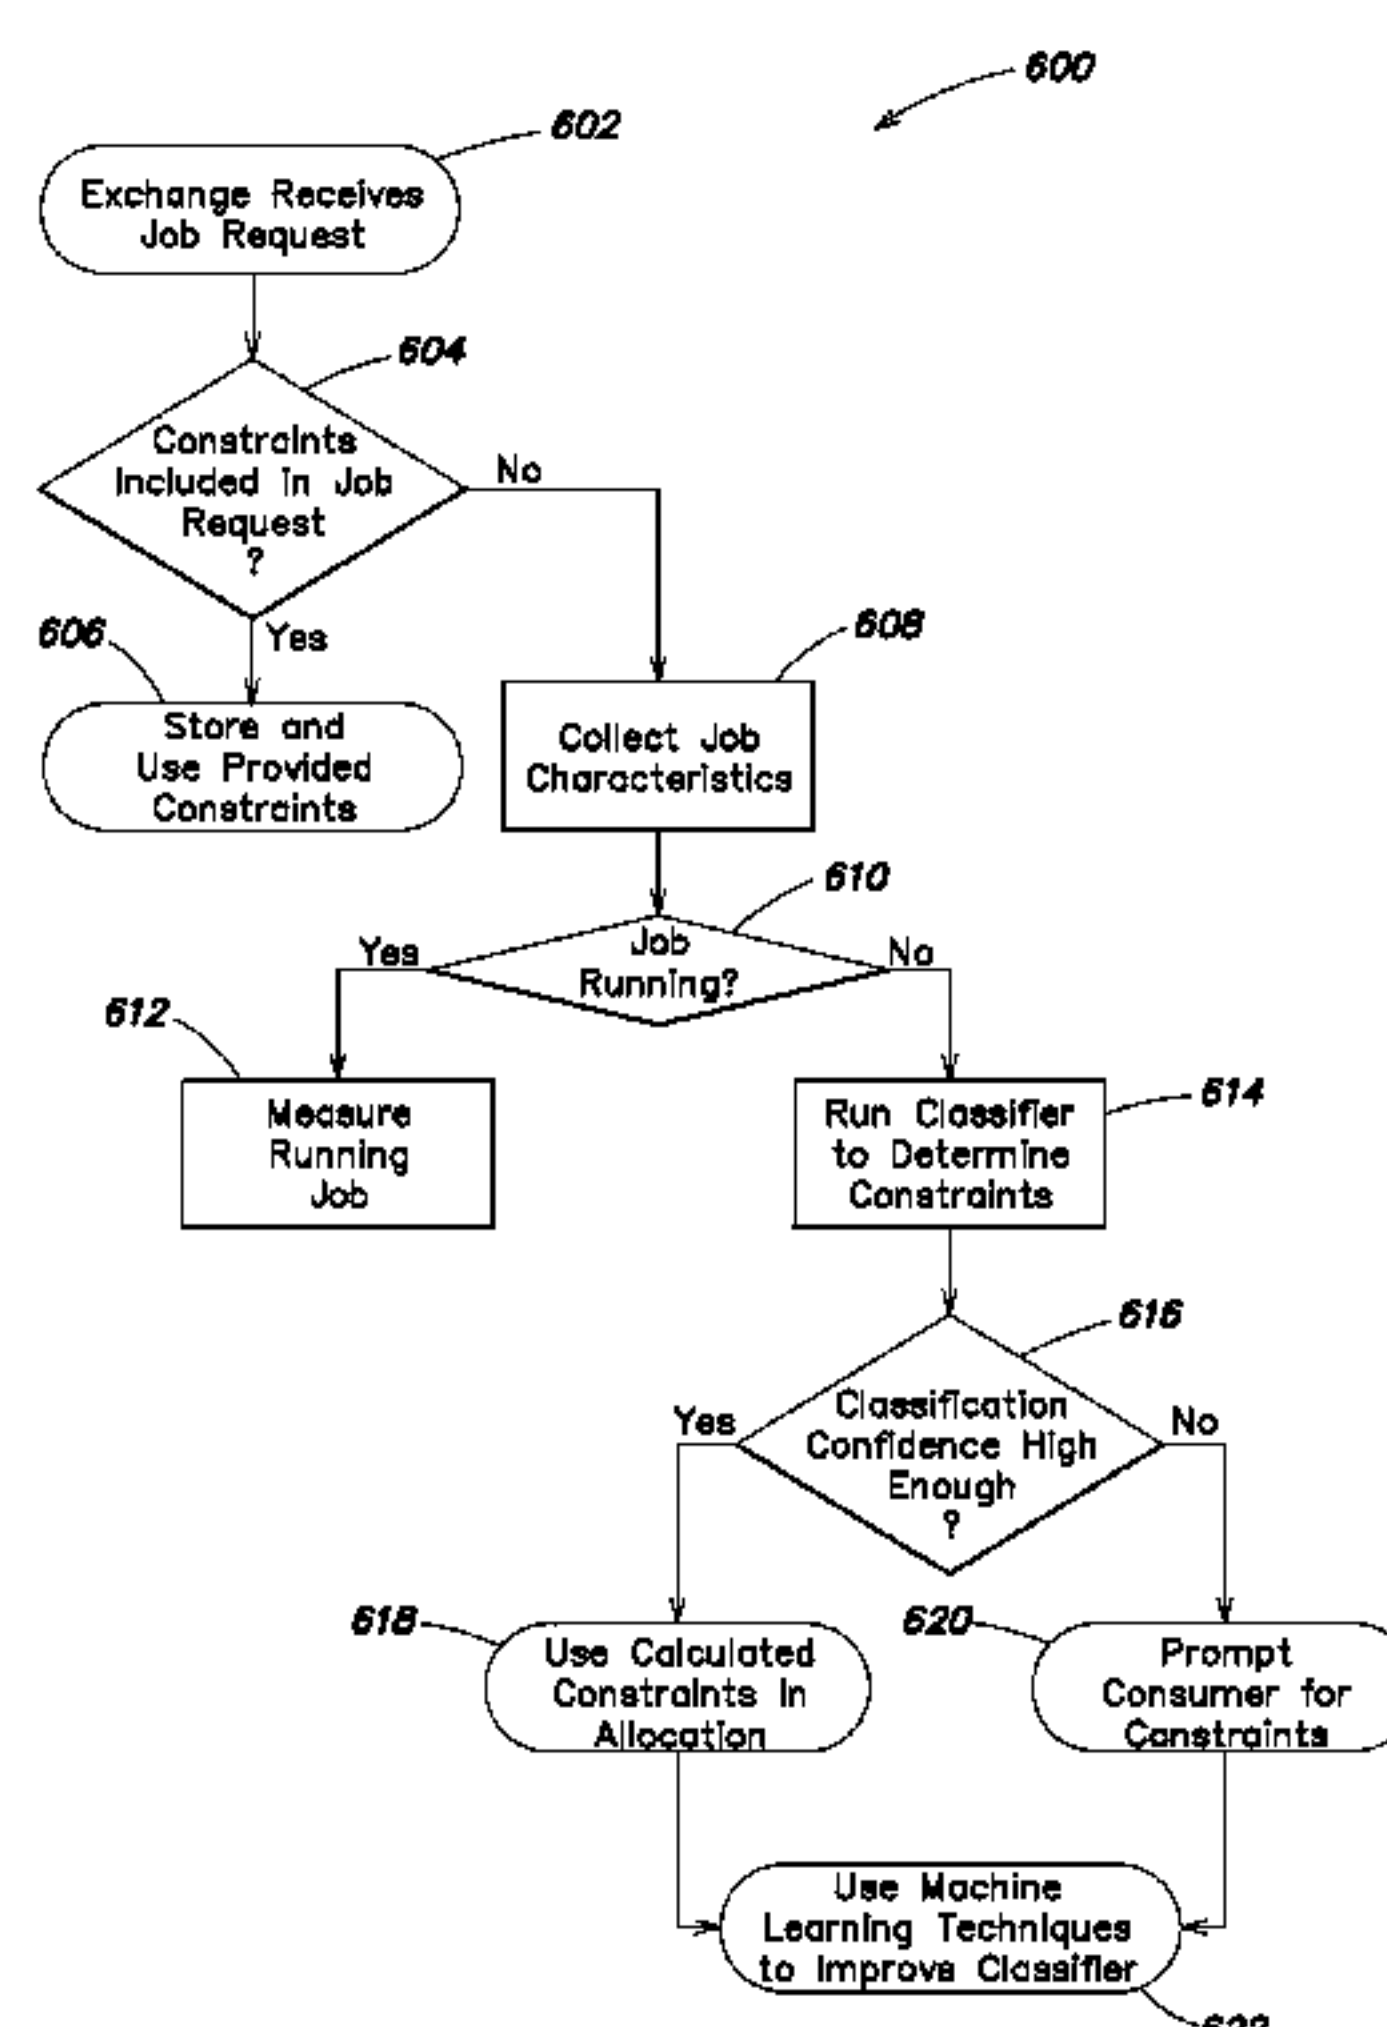 600
602
Exchange Receives
Job Request
604
Constraints
Included in Job
Request
?
No
Yes
606
608
Store and
Use Provided
Constraints
Collect Job
Characteristics
610
Job
Running?
Yes
No
612
614
Measure
Running
Job
Run Classifier
to Determine
Constraints
616
Classification
Confidence High
Enough
?
Yes
No
618
620
Use Calculated
Constraints in
Allocation
Prompt
Consumer for
Constraints
Use Machine
Learning Techniques
to Improve Classifier